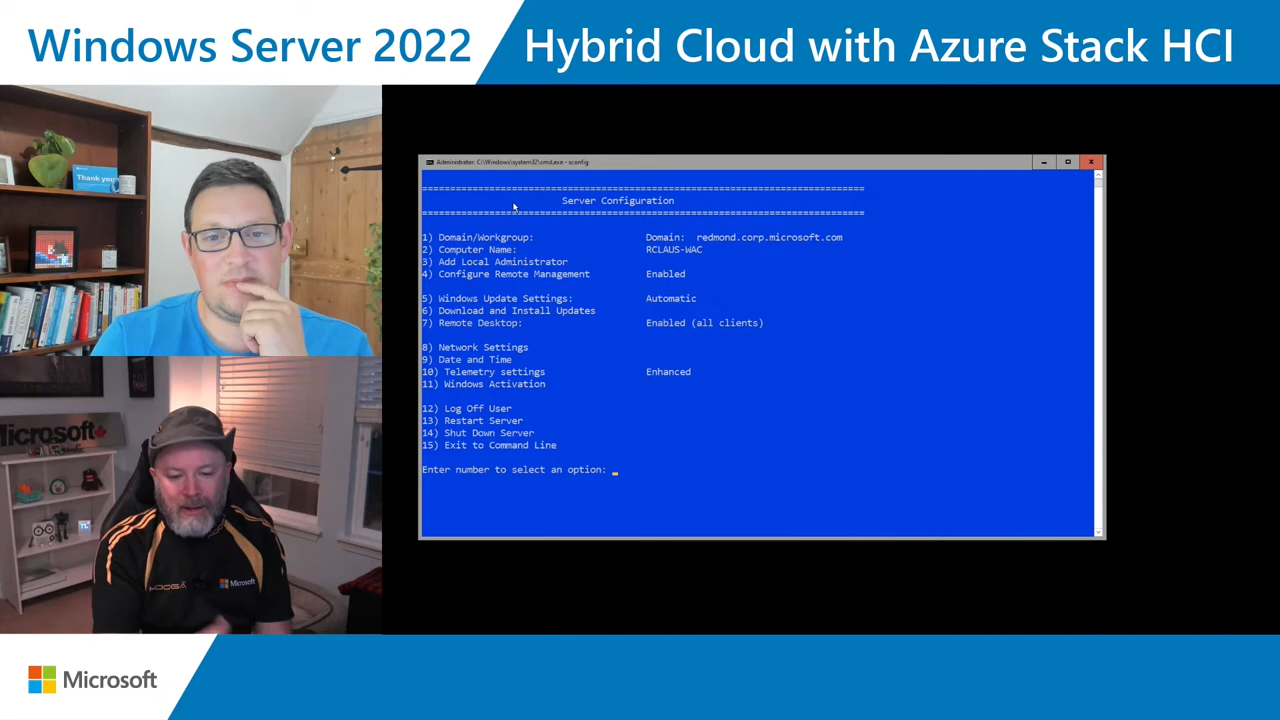 Windows Server 2022
Hybrid Cloud with Azure Stack HCI
Thank you
Microsoft
Microsoft
Administrator: C:\Windows\system32\cmd.exe - sconfig
===============================================================================
Server Configuration
===============================================================================
1) Domain/Workgroup: Domain: redmond.corp.microsoft.com
2) Computer Name: RCLAUS-WAC
3) Add Local Administrator
4) Configure Remote Management Enabled
5) Windows Update Settings: Automatic
6) Download and Install Updates
7) Remote Desktop: Enabled (all clients)
8) Network Settings
9) Date and Time
10) Telemetry settings Enhanced
11) Windows Activation
12) Log Off User
13) Restart Server
14) Shut Down Server
15) Exit to Command Line
Enter number to select an option:
Microsoft